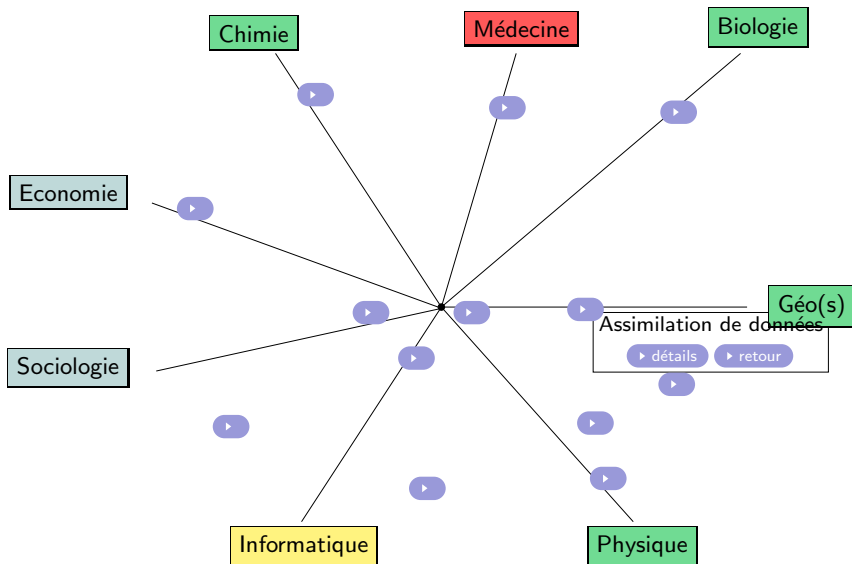 Chimie
Médecine
Biologie
Economie
Géo(s)
Assimilation de données
détails
retour
Sociologie
Informatique
Physique